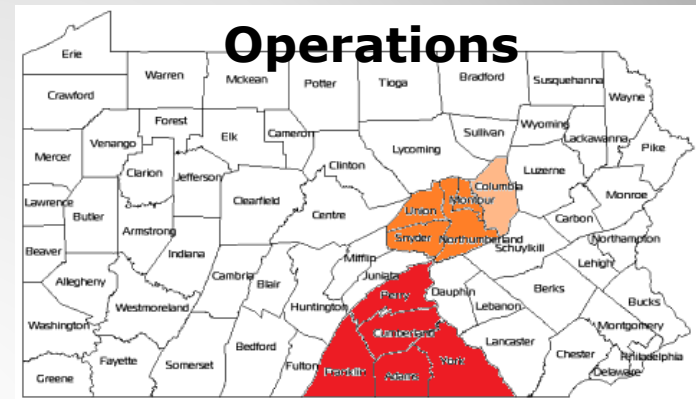 Operations
Erie
Warren
Mckean
Potter
Tioga
Bradford
Susquehanna
Wayne
Crawford
Forest
Elk
Cameron
Sullivan
Wyoming
Lackawanna
Pike
Mercer
Venango
Clarion
Jefferson
Clinton
Lycoming
Luzerne
Columbia
Monroe
Lawrence
Butler
Clearfield
Centre
Union
Montour
Carbon
Armstrong
Snyder
Northumberland
Schuylkill
Northampton
Beaver
Indiana
Mifflin
Lehigh
Allegheny
Cambria
Blair
Juniata
Perry
Dauphin
Berks
Bucks
Westmoreland
Huntington
Lebanon
Washington
Cumberland
Lancaster
Montgomery
Fayette
Somerset
Bedford
Fulton
Franklin
Adams
York
Chester
Philadelphia
Delaware
Greene